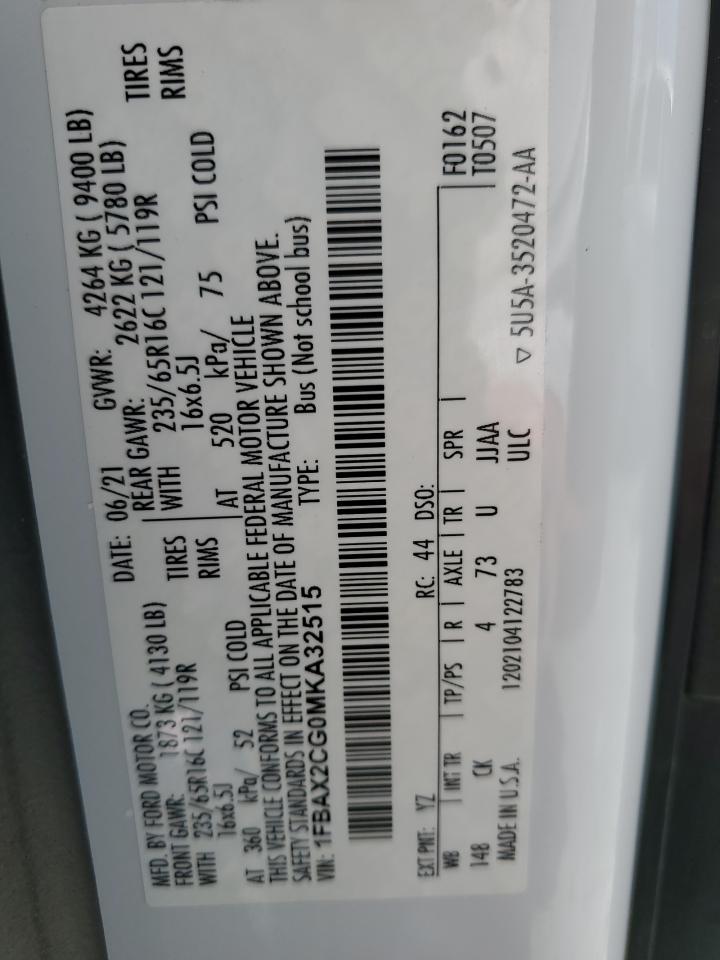 MFD. BY FORD MOTOR CO.
DATE: 06/21 GVWR: 4264 KG ( 9400 LB)
FRONT GAWR: 1873 KG ( 4130 LB)
REAR GAWR: 2622 KG ( 5780 LB)
WITH 235/65R16C 121/119R TIRES
16x6.5J RIMS
AT 360 kPa/ 52 PSI COLD
WITH 235/65R16C 121/119R TIRES
16x6.5J RIMS
AT 520 kPa/ 75 PSI COLD
THIS VEHICLE CONFORMS TO ALL APPLICABLE FEDERAL MOTOR VEHICLE
SAFETY STANDARDS IN EFFECT ON THE DATE OF MANUFACTURE SHOWN ABOVE.
VIN: 1FBAX2CG0MKA32515 TYPE: Bus (Not school bus)
EXT PNT: YZ RC: 44 DSO: F0162
WB INT TR TP/PS R AXLE TR SPR T0507
148 CK 4 73 U JJAA
MADE IN U.S.A. 1202104122783 ULC ▽ 5U5A-3520472-AA